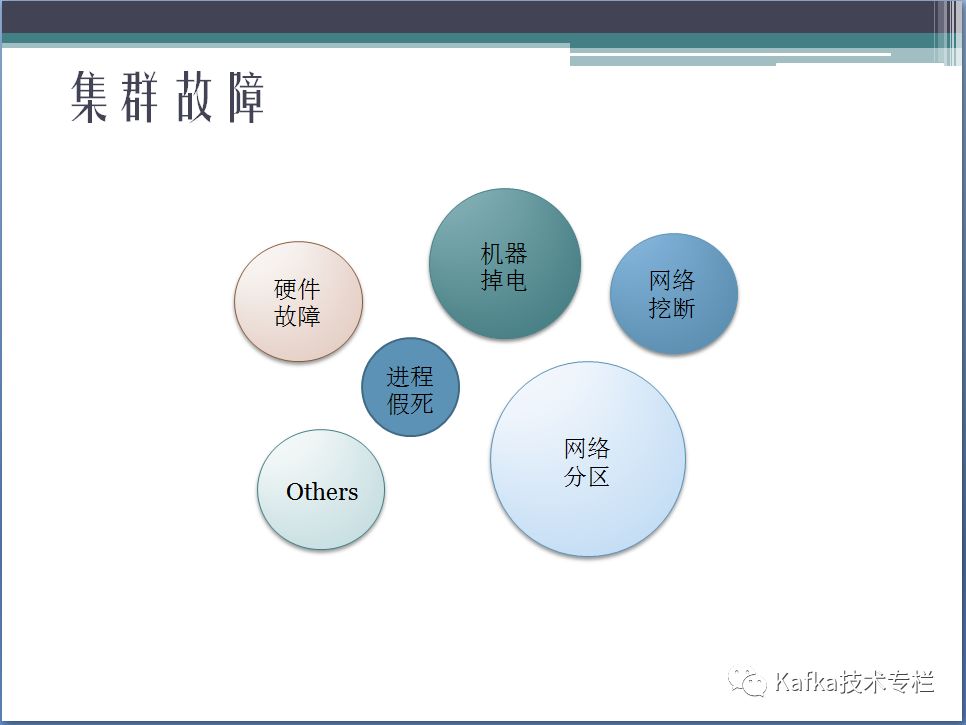 集群故障
机器
掉电
网络
挖断
硬件
故障
进程
假死
网络
分区
Others
Kafka技术专栏